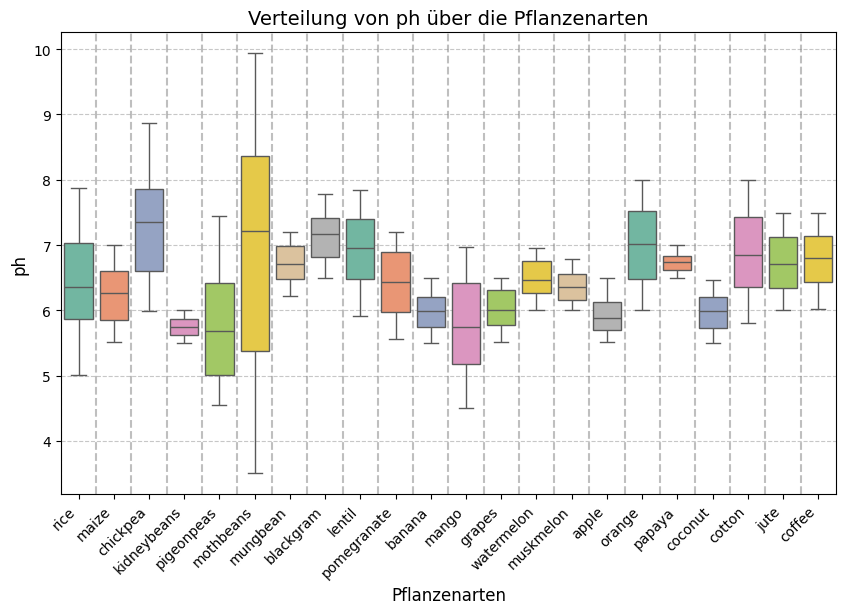 Verteilung von ph über die Pflanzenarten
ph
10
9
8
7
6
5
4
rice
maize
chickpea
kidneybeans
pigeonpeas
mothbeans
mungbean
blackgram
lentil
pomegranate
banana
mango
grapes
watermelon
muskmelon
apple
orange
papaya
coconut
cotton
jute
coffee
Pflanzenarten